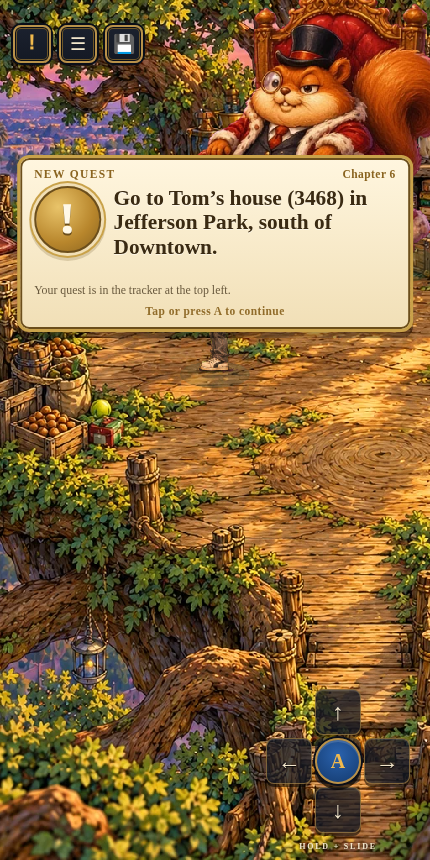 NEW QUEST
Chapter 6
!
Go to Tom’s house (3468) in
Jefferson Park, south of
Downtown.
Your quest is in the tracker at the top left.
Tap or press A to continue
↑
← A →
↓
HOLD + SLIDE